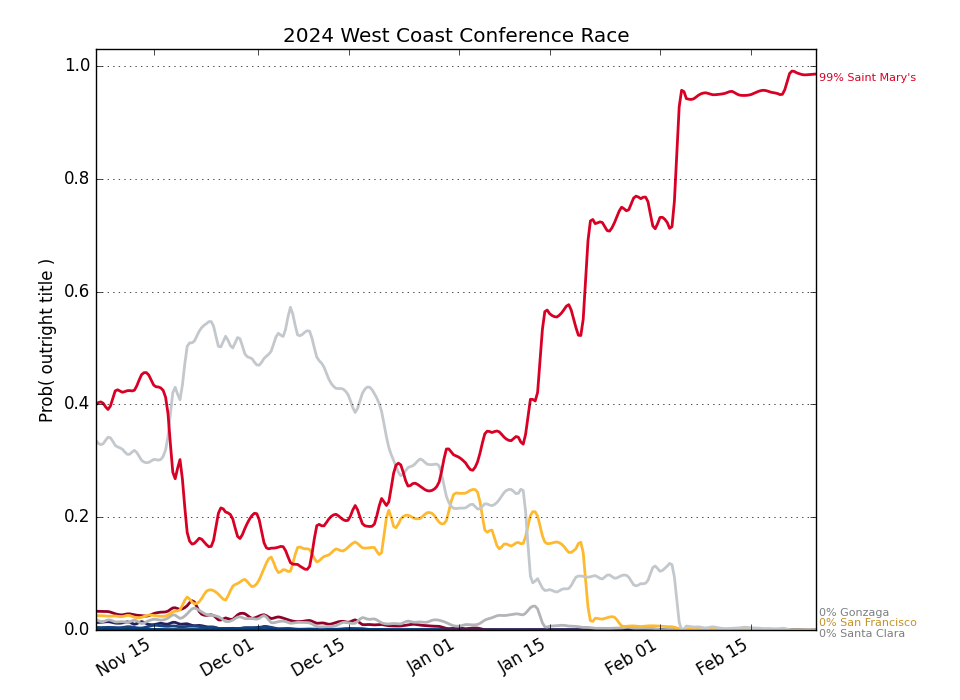 2024 West Coast Conference Race
Prob( outright title )
1.0
0.8
0.6
0.4
0.2
0.0
99% Saint Mary's
0% Gonzaga
0% San Francisco
0% Santa Clara
Nov 15
Dec 01
Dec 15
Jan 01
Jan 15
Feb 01
Feb 15